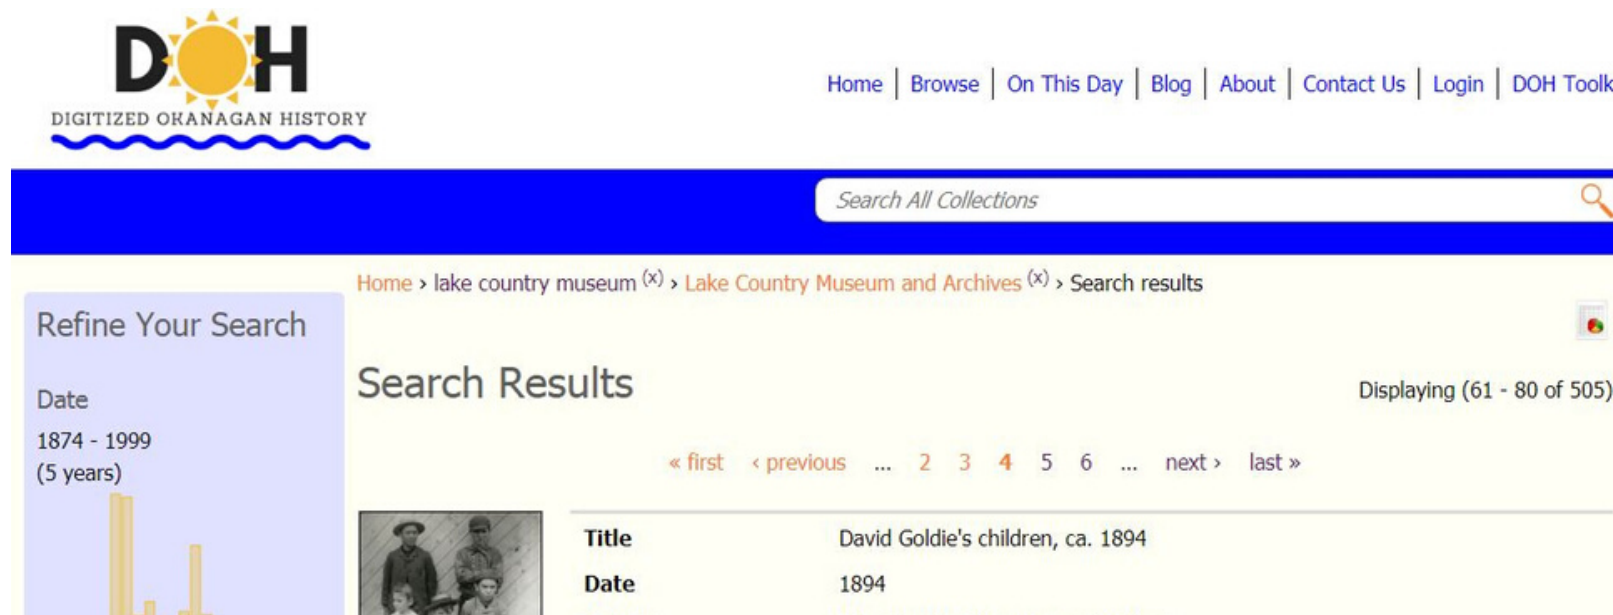 DOH
DIGITIZED OKANAGAN HISTORY
Home | Browse | On This Day | Blog | About | Contact Us | Login | DOH Toolk
Search All Collections
Home › lake country museum (x) › Lake Country Museum and Archives (x) › Search results
Refine Your Search
Search Results
Displaying (61 - 80 of 505)
Date
1874 - 1999
(5 years)
« first ‹ previous ... 2 3 4 5 6 ... next › last »
Title David Goldie's children, ca. 1894
Date 1894